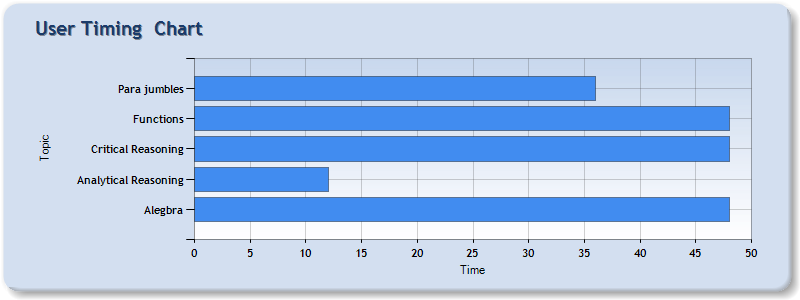 User Timing  Chart
Topic
Para jumbles
Functions
Critical Reasoning
Analytical Reasoning
Alegbra
0 5 10 15 20 25 30 35 40 45 50
Time